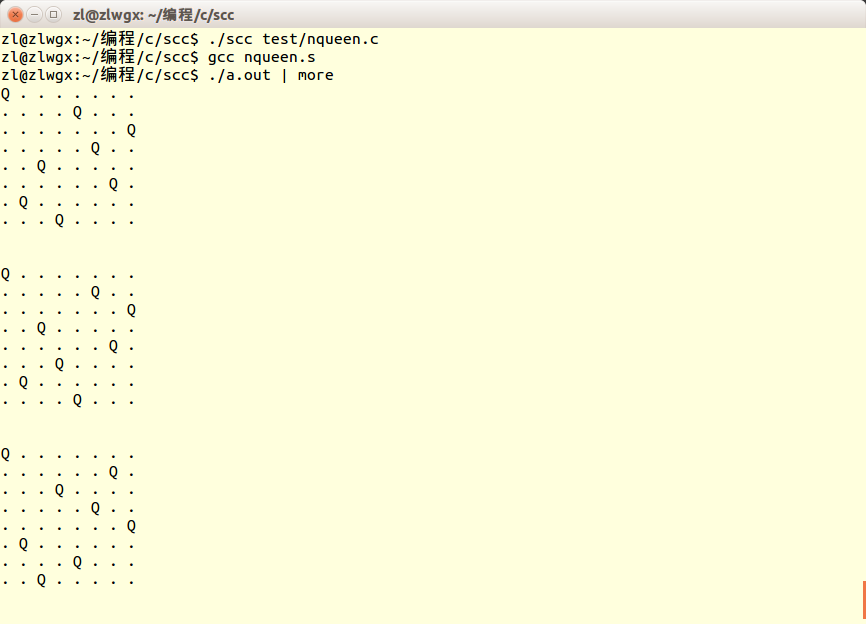 zl@zlwgx: ~/编程/c/scc
zl@zlwgx:~/编程/c/scc$ ./scc test/nqueen.c
zl@zlwgx:~/编程/c/scc$ gcc nqueen.s
zl@zlwgx:~/编程/c/scc$ ./a.out | more
Q . . . . . . .
. . . . Q . . .
. . . . . . . Q
. . . . . Q . .
. . Q . . . . .
. . . . . . Q .
. Q . . . . . .
. . . Q . . . .
Q . . . . . . .
. . . . . Q . .
. . . . . . . Q
. . Q . . . . .
. . . . . . Q .
. . . Q . . . .
. Q . . . . . .
. . . . Q . . .
Q . . . . . . .
. . . . . . Q .
. . . Q . . . .
. . . . . Q . .
. . . . . . . Q
. Q . . . . . .
. . . . Q . . .
. . Q . . . . .